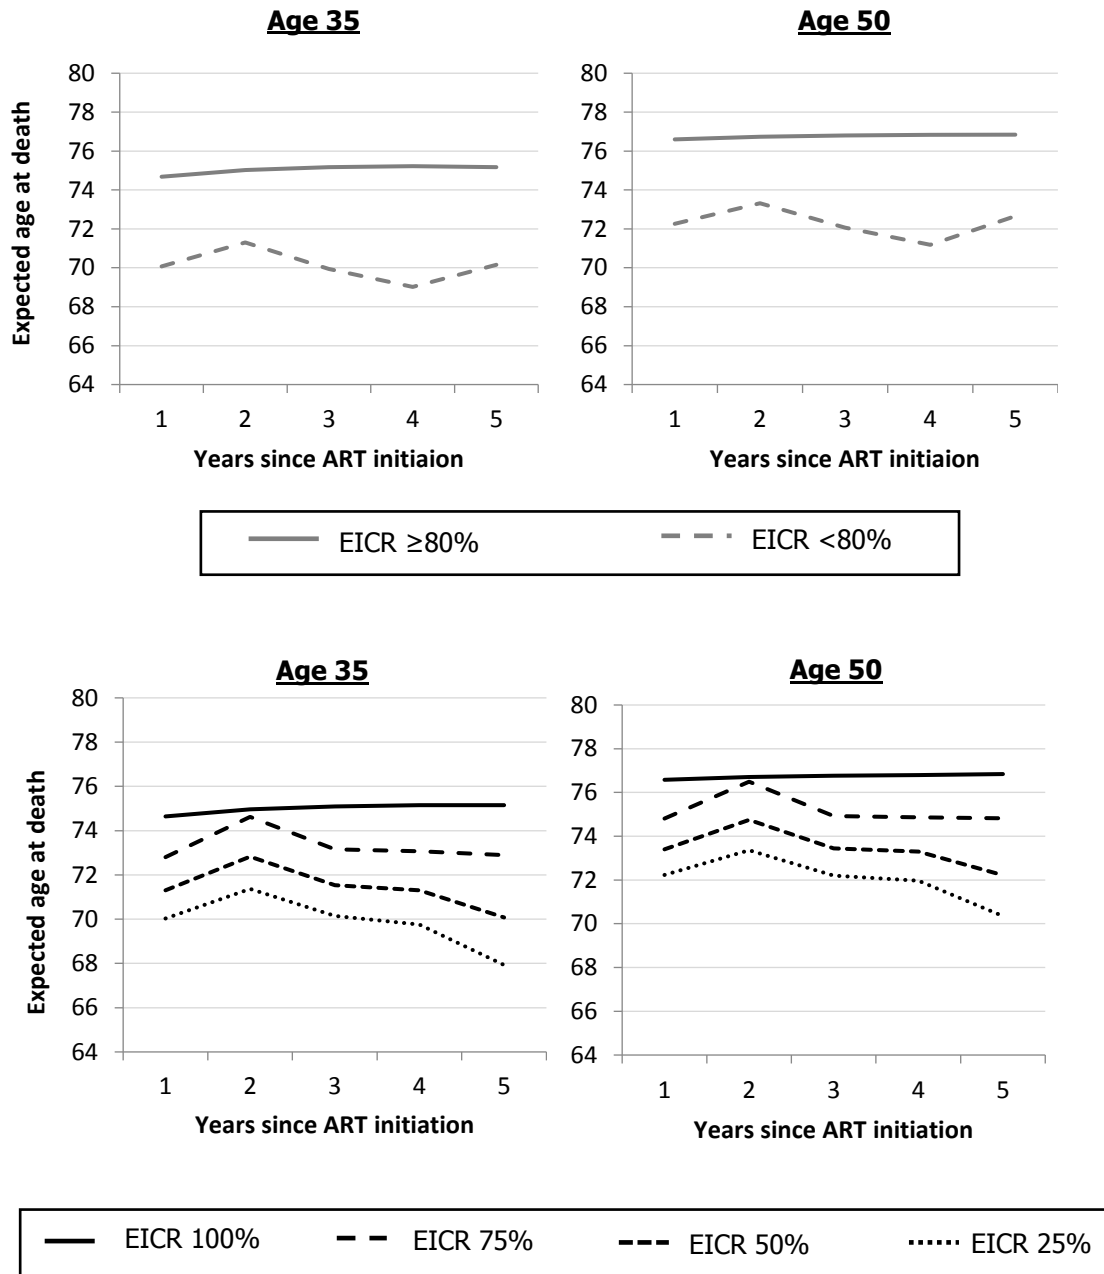 Age 35
Age 50
Expected age at death
80
78
76
74
72
70
68
66
64
1 2 3 4 5
Years since ART initiaion
80
78
76
74
72
70
68
66
64
1 2 3 4 5
Years since ART initiaion
EICR ≥80%
EICR <80%
Age 35
Age 50
Expected age at death
80
78
76
74
72
70
68
66
64
1 2 3 4 5
Years since ART initiation
80
78
76
74
72
70
68
66
64
1 2 3 4 5
Years since ART initiation
EICR 100%
EICR 75%
EICR 50%
EICR 25%